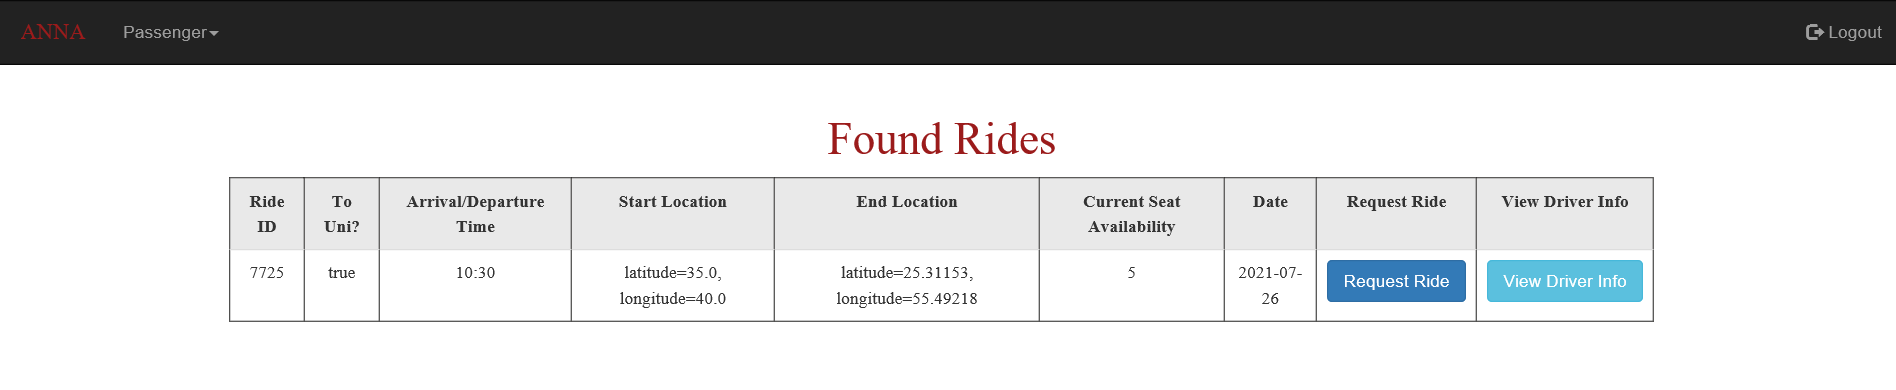 ANNA Passenger Logout
Found Rides
Ride ID To Uni? Arrival/Departure Time Start Location End Location Current Seat Availability Date Request Ride View Driver Info
7725 true 10:30 latitude=35.0, longitude=40.0 latitude=25.31153, longitude=55.49218 5 2021-07-26 Request Ride View Driver Info